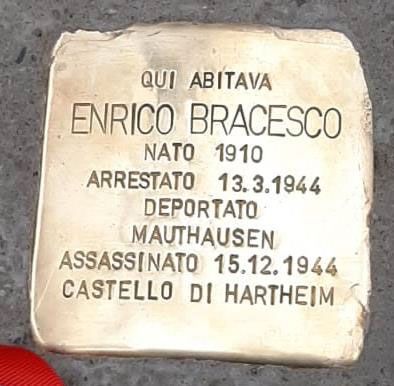 QUI ABITAVA
ENRICO BRACESCO
NATO 1910
ARRESTATO 13.3.1944
DEPORTATO
MAUTHAUSEN
ASSASSINATO 15.12.1944
CASTELLO DI HARTHEIM